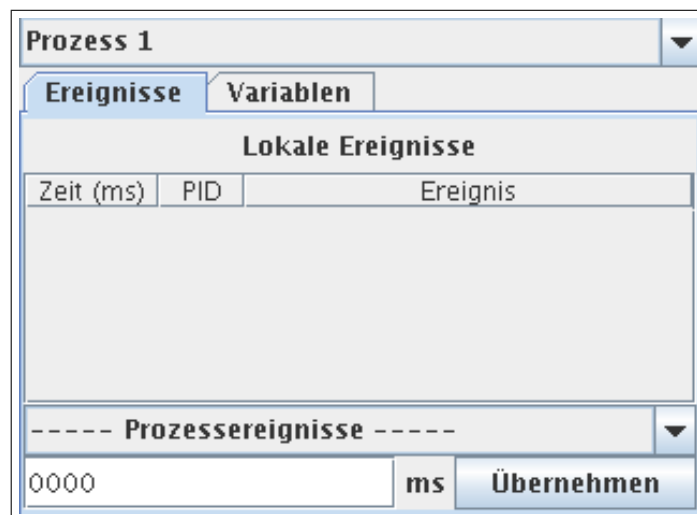 Prozess 1
Ereignisse Variablen
Lokale Ereignisse
Zeit (ms) PID Ereignis
----- Prozessereignisse -----
0000 ms Übernehmen